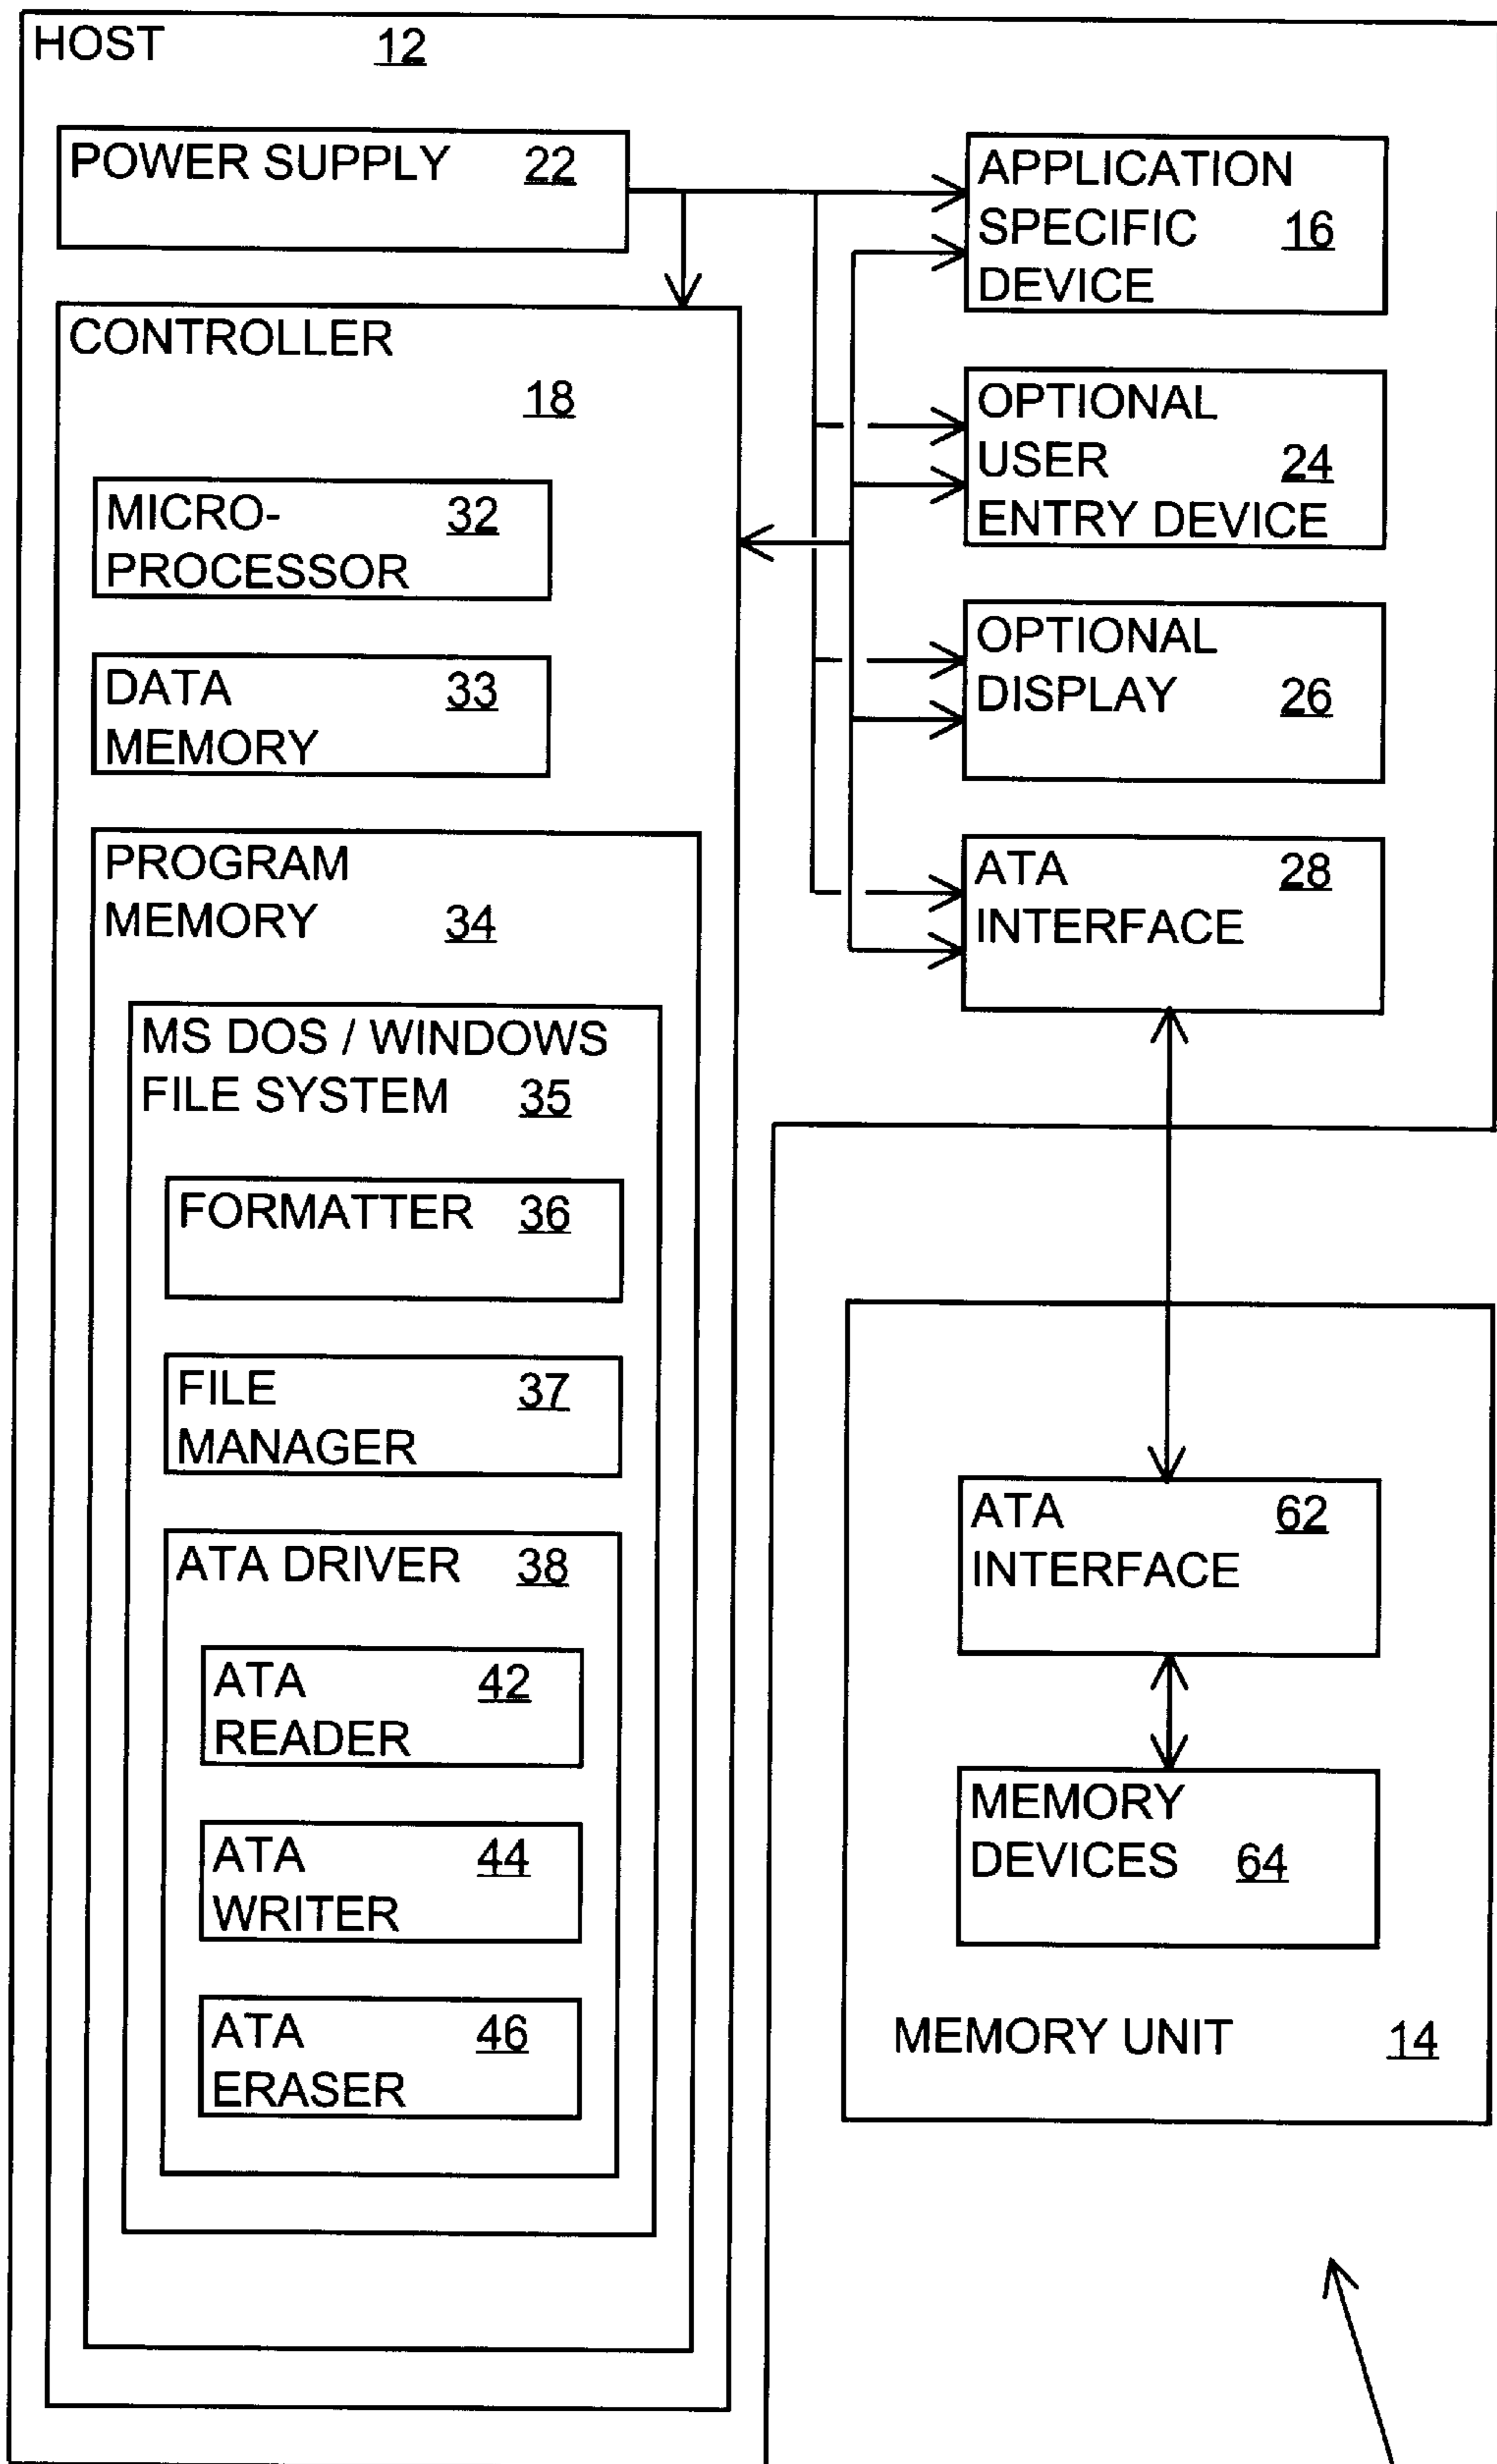 HOST 12
POWER SUPPLY 22
CONTROLLER
18
MICRO- 32
PROCESSOR
DATA 33
MEMORY
PROGRAM
MEMORY 34
MS DOS / WINDOWS
FILE SYSTEM 35
FORMATTER 36
FILE 37
MANAGER
ATA DRIVER 38
ATA 42
READER
ATA 44
WRITER
ATA 46
ERASER
APPLICATION
SPECIFIC 16
DEVICE
OPTIONAL
USER 24
ENTRY DEVICE
OPTIONAL
DISPLAY 26
ATA 28
INTERFACE
ATA 62
INTERFACE
MEMORY
DEVICES 64
MEMORY UNIT 14